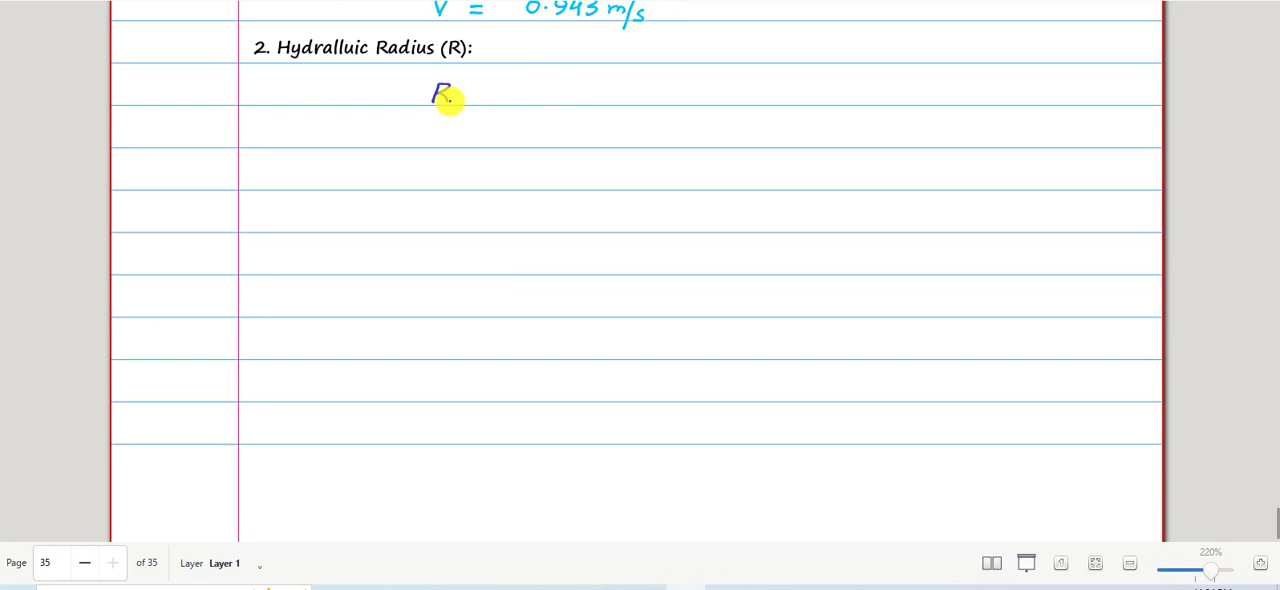 V = 0.943 m/s
2. Hydralluic Radius (R):
R
Page 35 of 35 Layer Layer 1 220%